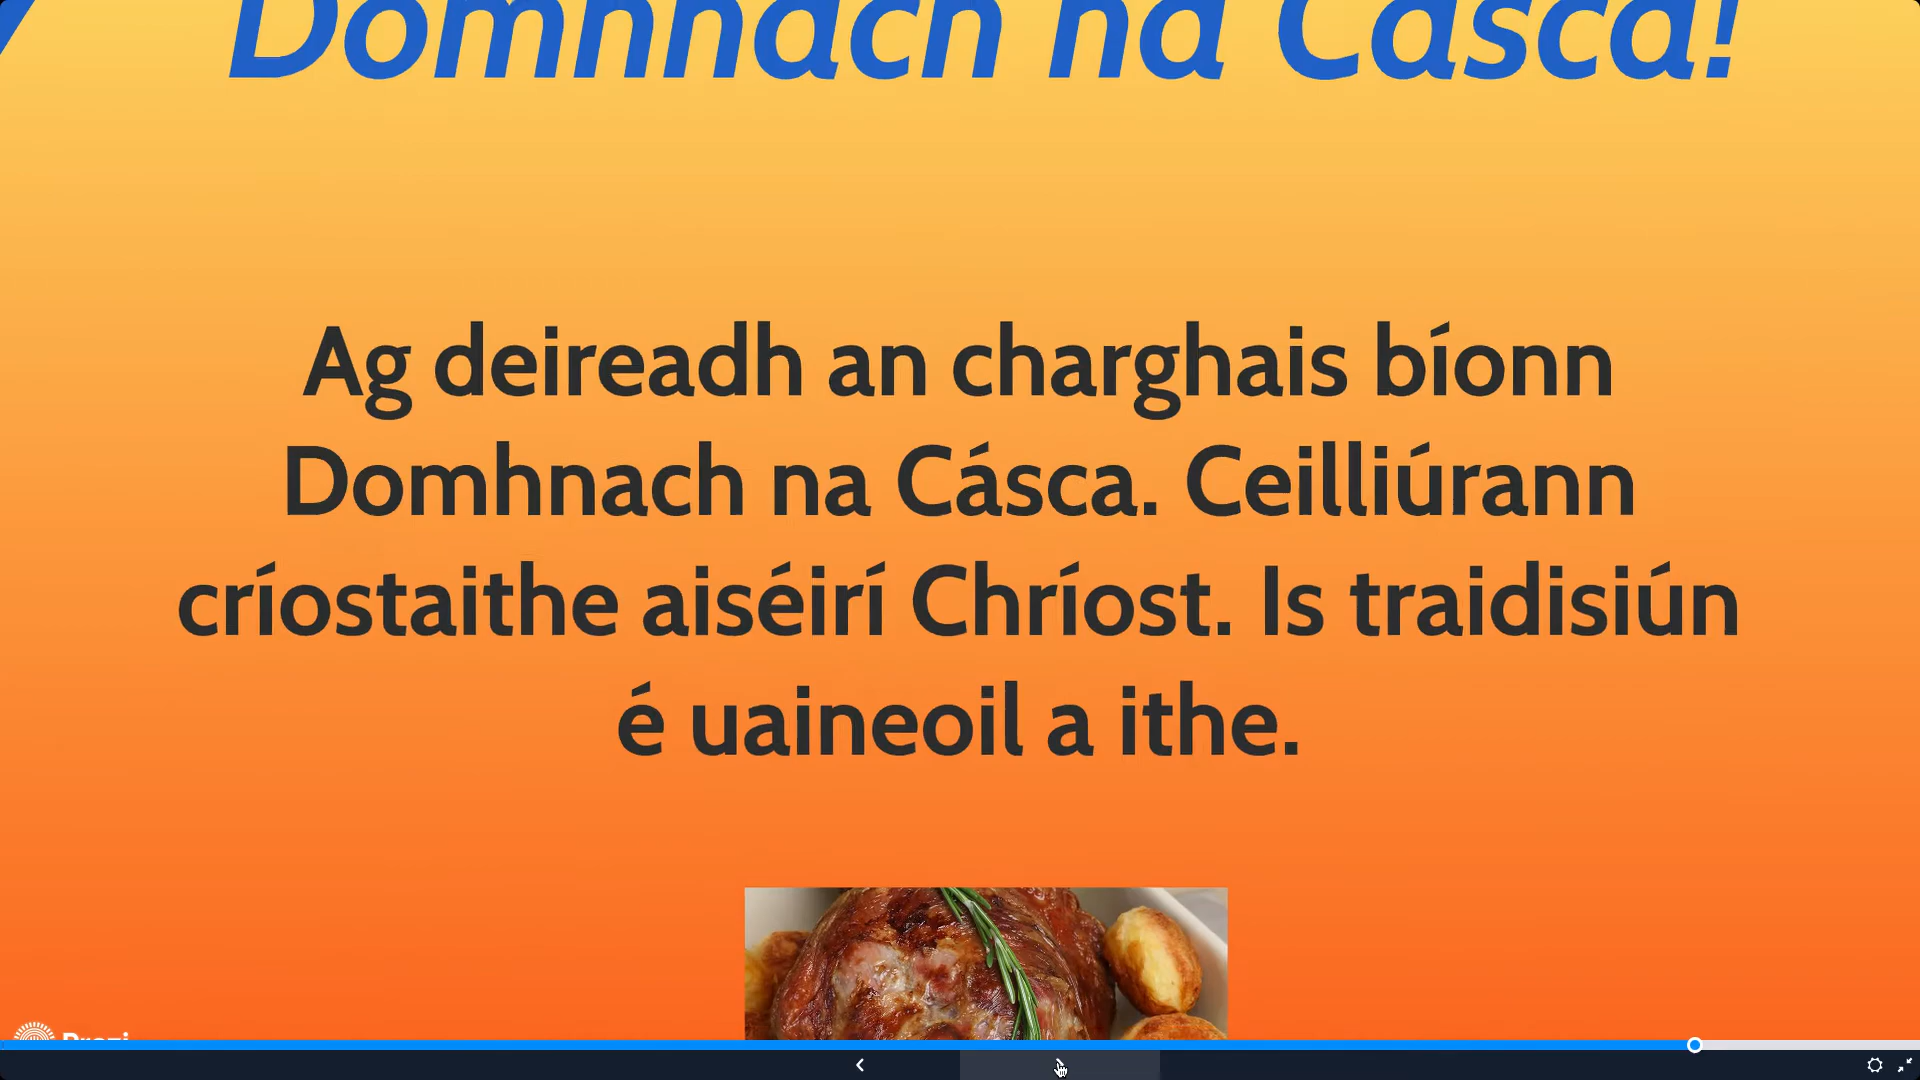 Domhnach na Cásca!
Ag deireadh an charghais bíonn
Domhnach na Cásca. Ceilliúrann
críostaithe aiséirí Chríost. Is traidisiún
é uaineoil a ithe.
Prezi